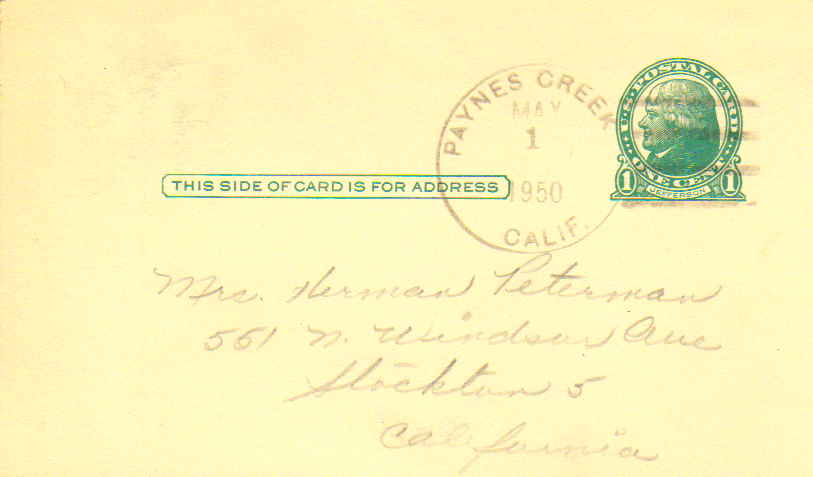 PAYNES CREEK
MAY
1
1950
CALIF.
U.S. POSTAL CARD
ONE CENT
1 JEFFERSON 1
THIS SIDE OF CARD IS FOR ADDRESS
Mrs. Herman Peterman
561 N. Windsor Ave
Stockton 5
California